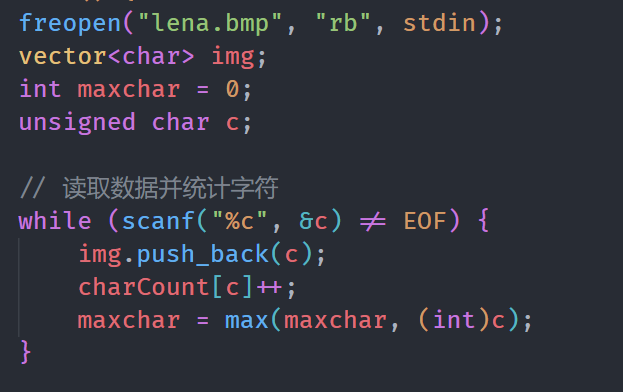 freopen("lena.bmp", "rb", stdin);
vector<char> img;
int maxchar = 0;
unsigned char c;
// 读取数据并统计字符
while (scanf("%c", &c) != EOF) {
img.push_back(c);
charCount[c]++;
maxchar = max(maxchar, (int)c);
}